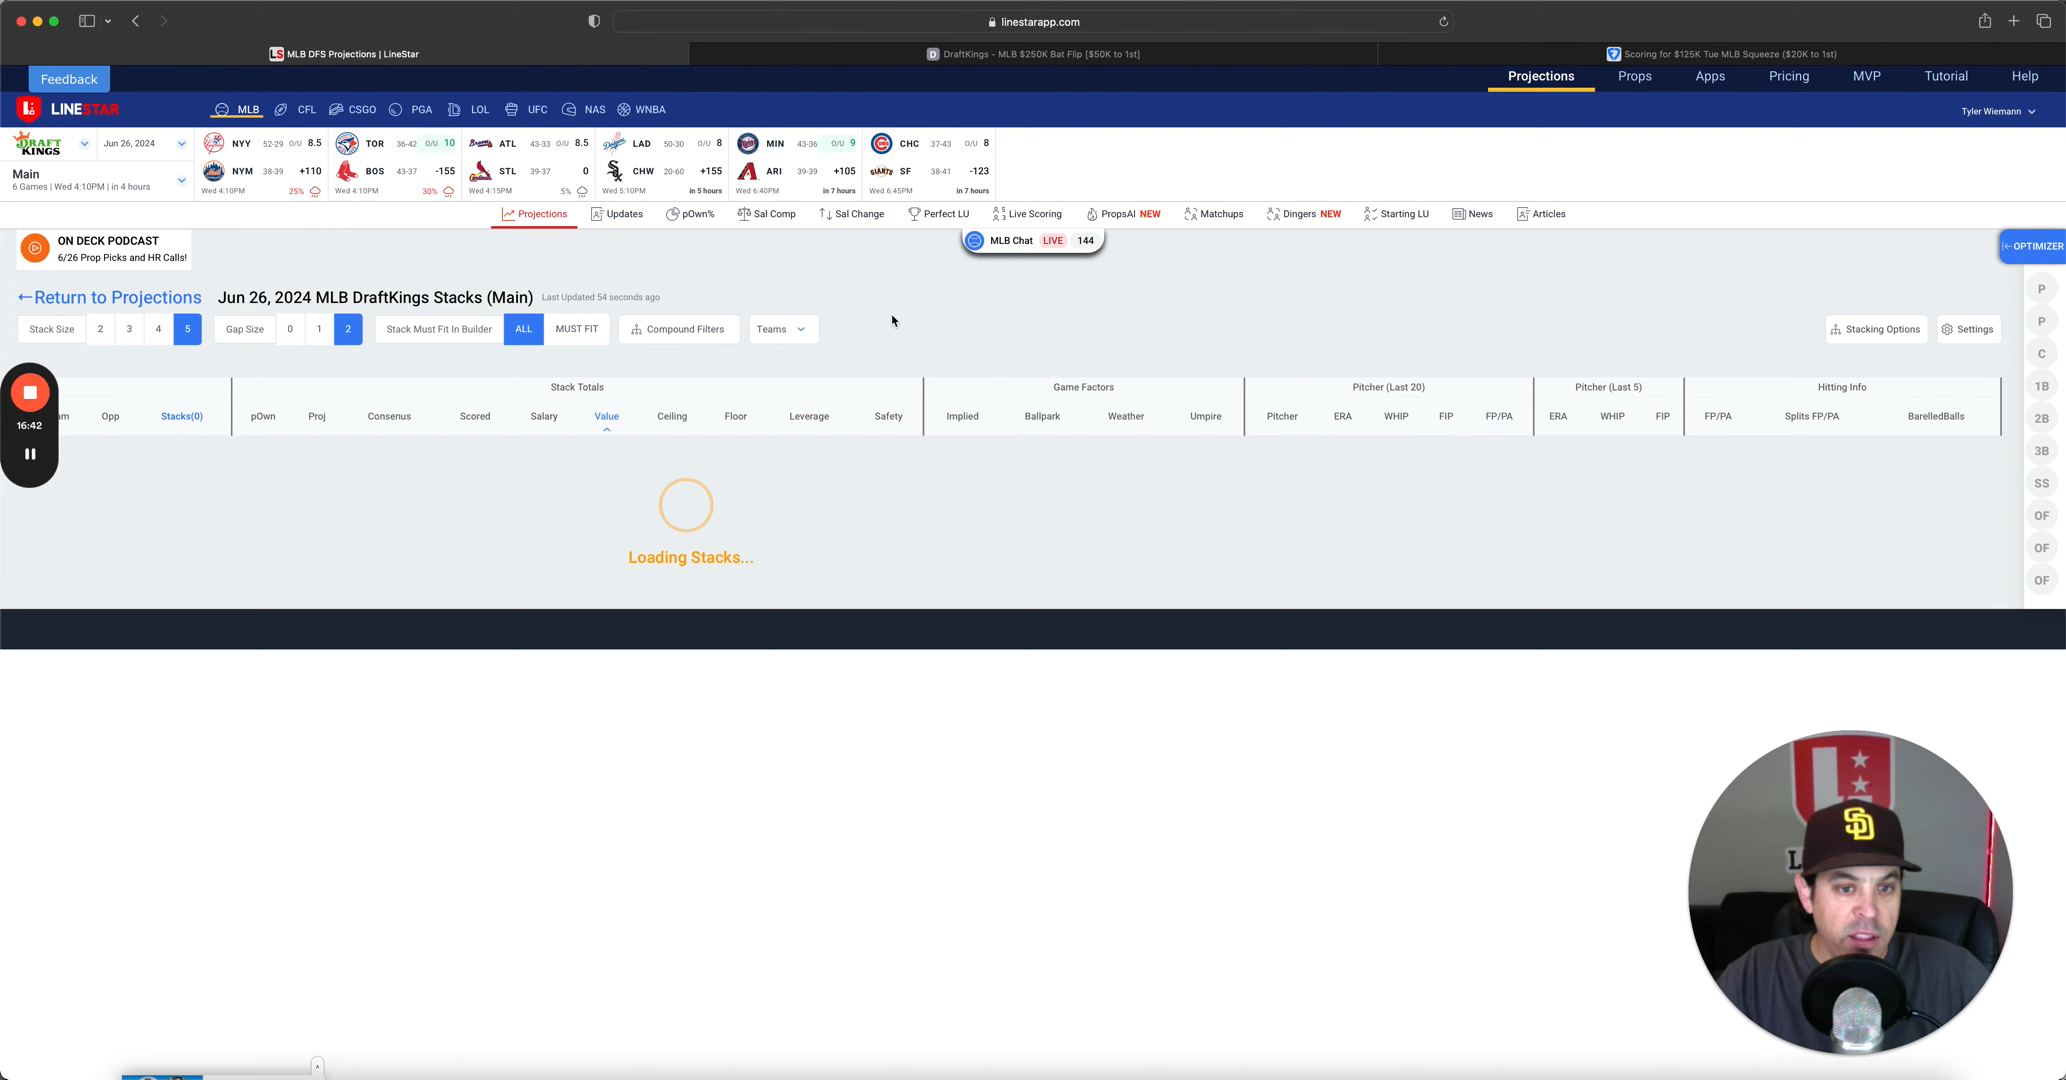 linestarapp.com
LS MLB DFS Projections | LineStar
D DraftKings - MLB $250K Bat Flip [$50K to 1st]
Scoring for $125K Tue MLB Squeeze ($20K to 1st)
Feedback
Projections Props Apps Pricing MVP Tutorial Help
LINESTAR
MLB CFL CSGO PGA LOL UFC NAS WNBA
Tyler Wiemann
DRAFT KINGS
Jun 26, 2024
Main
6 Games | Wed 4:10PM | in 4 hours
NYY 52-29 O/U 8.5
NYM 38-39 +110
Wed 4:10PM 25%
TOR 36-42 O/U 10
BOS 43-37 -155
Wed 4:10PM 30%
ATL 43-33 O/U 8.5
STL 39-37 0
Wed 4:15PM 5%
LAD 50-30 O/U 8
CHW 20-60 +155
Wed 5:10PM in 5 hours
MIN 43-36 O/U 9
ARI 39-39 +105
Wed 6:40PM in 7 hours
CHC 37-43 O/U 8
SF 38-41 -123
Wed 6:45PM in 7 hours
Projections Updates pOwn% Sal Comp Sal Change Perfect LU Live Scoring PropsAI NEW Matchups Dingers NEW Starting LU News Articles
ON DECK PODCAST
6/26 Prop Picks and HR Calls!
MLB Chat LIVE 144
OPTIMIZER
←Return to Projections
Jun 26, 2024 MLB DraftKings Stacks (Main)
Last Updated 54 seconds ago
Stack Size 2 3 4 5
Gap Size 0 1 2
Stack Must Fit In Builder ALL MUST FIT
Compound Filters
Teams
Stacking Options
Settings
16:42
Stack Totals Game Factors Pitcher (Last 20) Pitcher (Last 5) Hitting Info
am Opp Stacks(0) pOwn Proj Consenus Scored Salary Value Ceiling Floor Leverage Safety Implied Ballpark Weather Umpire Pitcher ERA WHIP FIP FP/PA ERA WHIP FIP FP/PA Splits FP/PA BarelledBalls
Loading Stacks...
P
P
C
1B
2B
3B
SS
OF
OF
OF
SD